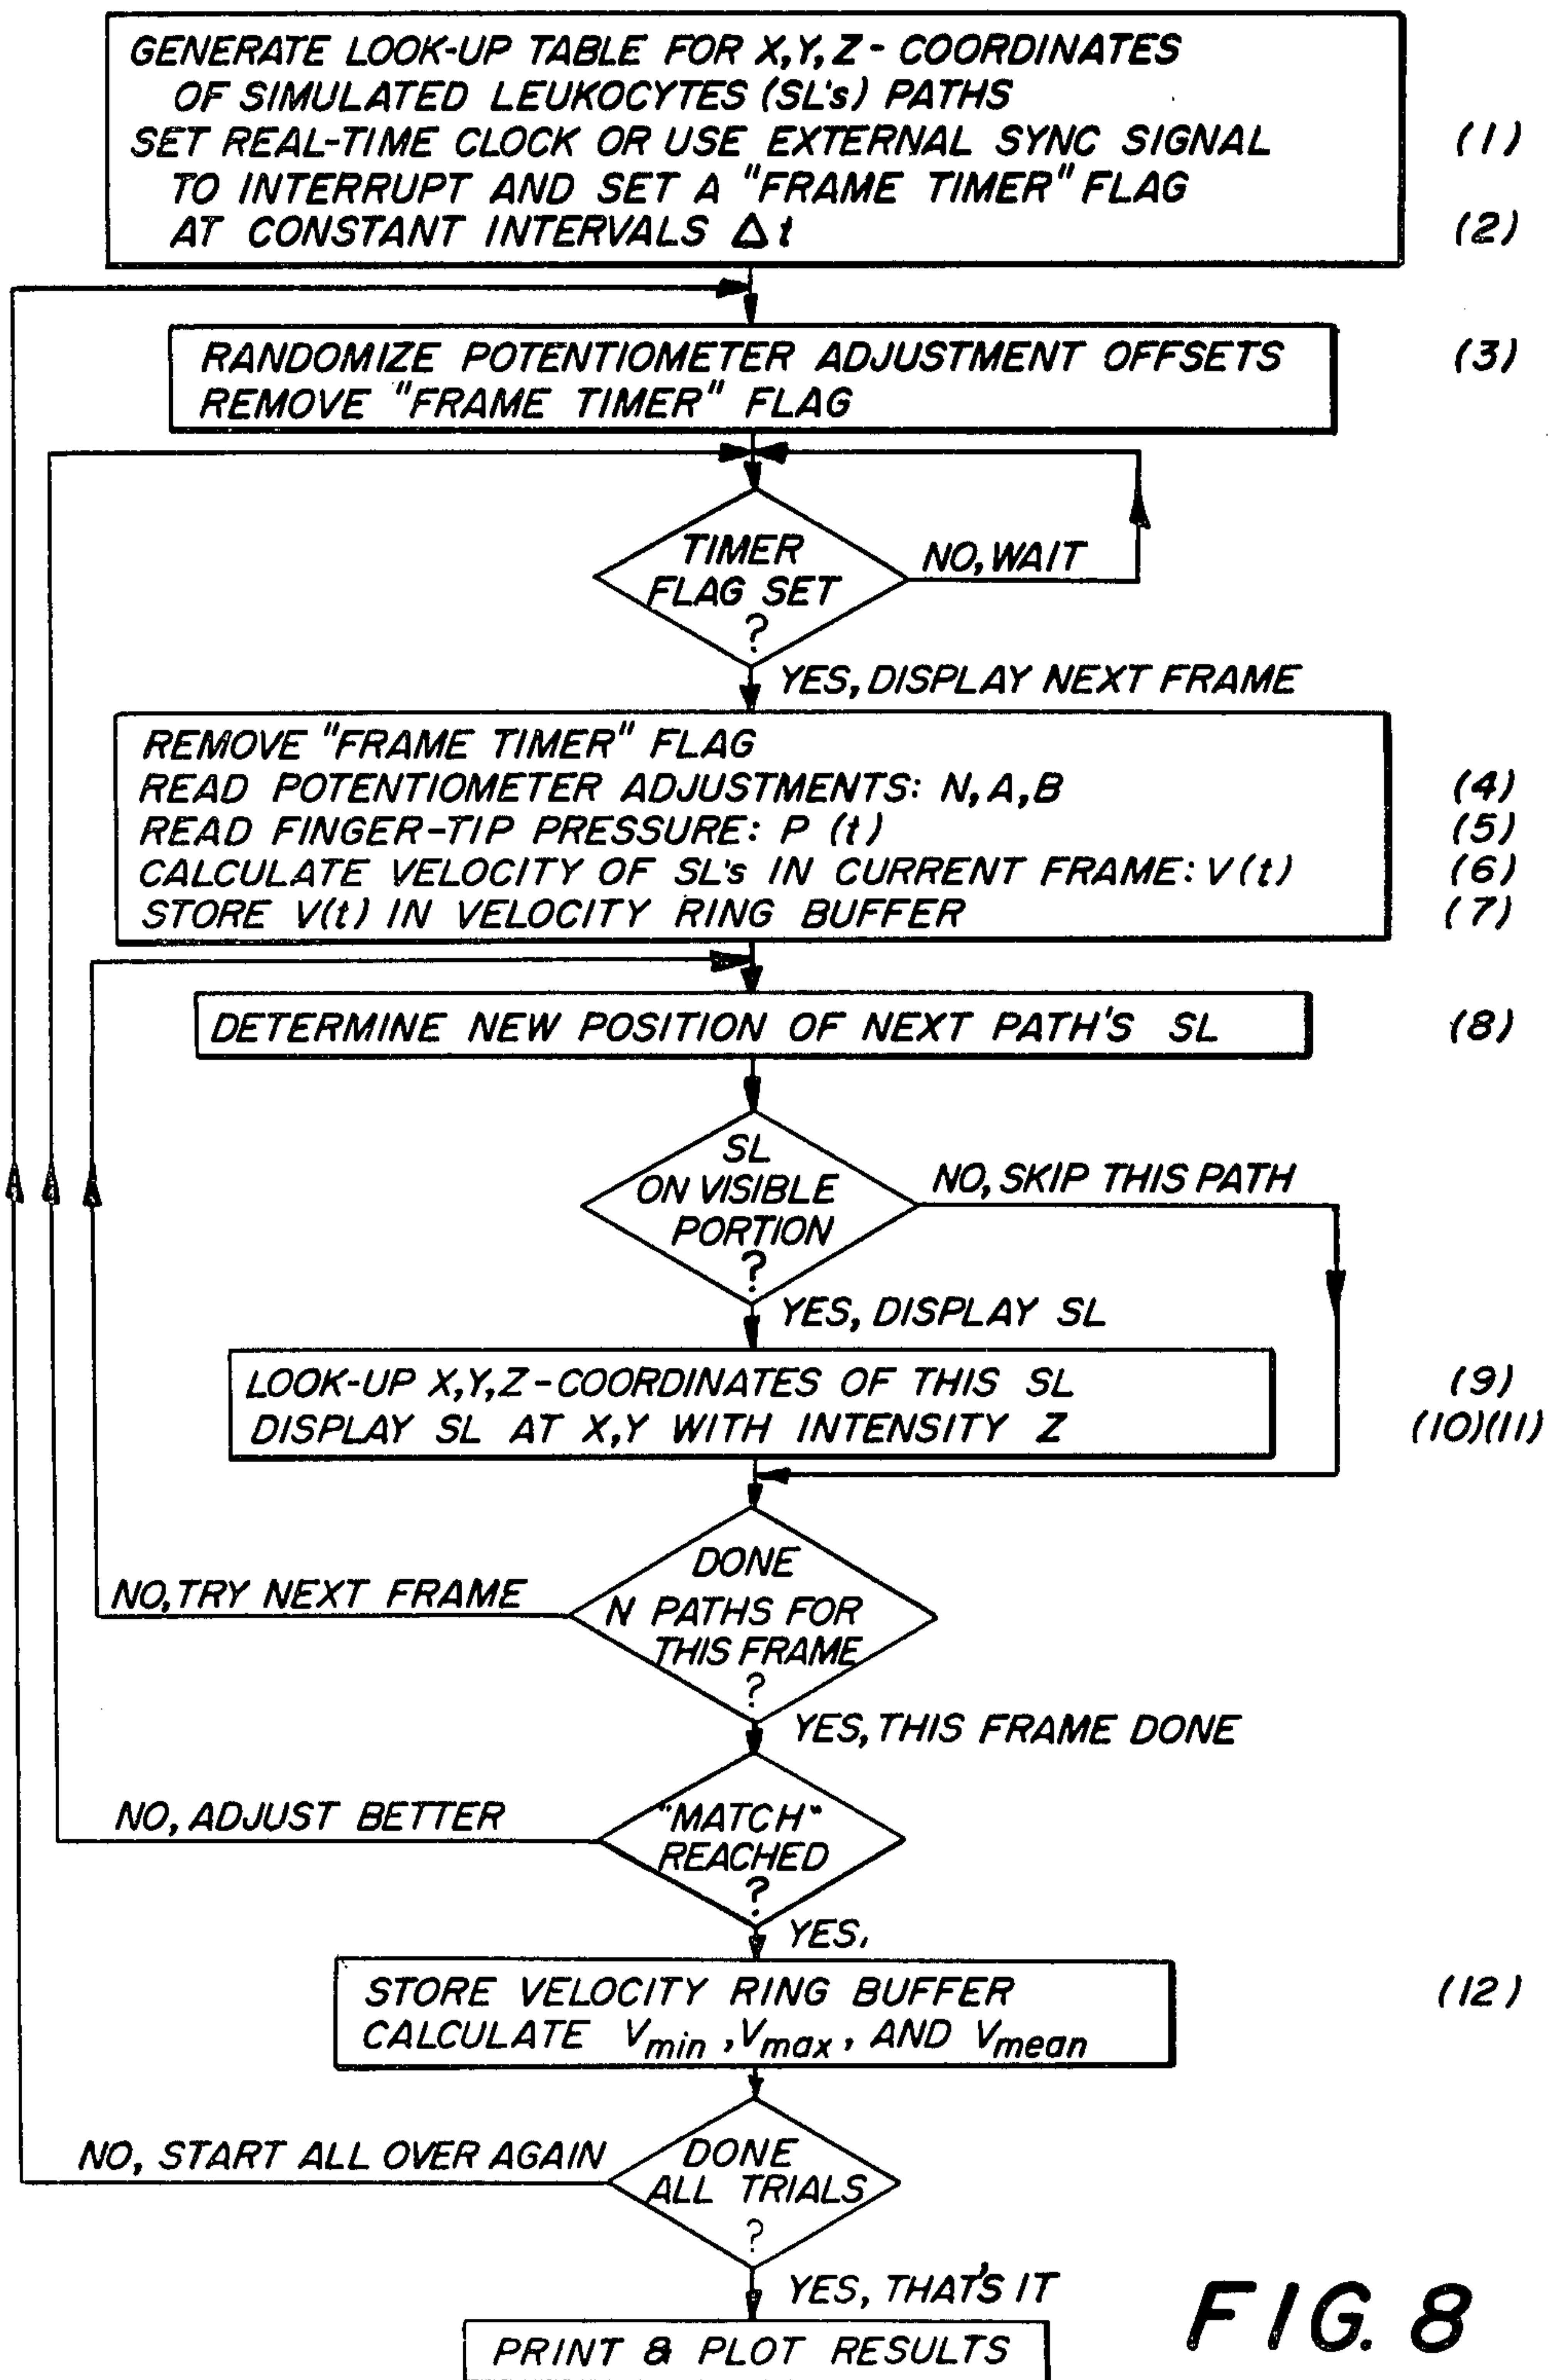 GENERATE LOOK-UP TABLE FOR X,Y,Z- COORDINATES
OF SIMULATED LEUKOCYTES (SL's) PATHS
SET REAL-TIME CLOCK OR USE EXTERNAL SYNC SIGNAL (1)
TO INTERRUPT AND SET A "FRAME TIMER" FLAG
AT CONSTANT INTERVALS Δt (2)
RANDOMIZE POTENTIOMETER ADJUSTMENT OFFSETS (3)
REMOVE "FRAME TIMER" FLAG
TIMER
FLAG SET
?
NO, WAIT
YES, DISPLAY NEXT FRAME
REMOVE "FRAME TIMER" FLAG
READ POTENTIOMETER ADJUSTMENTS: N,A,B (4)
READ FINGER-TIP PRESSURE: P (t) (5)
CALCULATE VELOCITY OF SL's IN CURRENT FRAME: V(t) (6)
STORE V(t) IN VELOCITY RING BUFFER (7)
DETERMINE NEW POSITION OF NEXT PATH'S SL (8)
SL
ON VISIBLE
PORTION
?
NO, SKIP THIS PATH
YES, DISPLAY SL
LOOK-UP X,Y,Z-COORDINATES OF THIS SL (9)
DISPLAY SL AT X,Y WITH INTENSITY Z (10)(11)
DONE
N PATHS FOR
THIS FRAME
?
NO, TRY NEXT FRAME
YES, THIS FRAME DONE
"MATCH"
REACHED
?
NO, ADJUST BETTER
YES,
STORE VELOCITY RING BUFFER (12)
CALCULATE Vmin, Vmax, AND Vmean
DONE
ALL TRIALS
?
NO, START ALL OVER AGAIN
YES, THAT'S IT
PRINT & PLOT RESULTS
FIG. 8